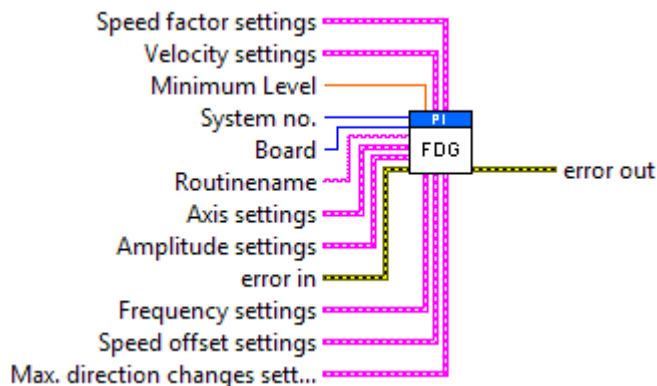 Speed factor settings
Velocity settings
Minimum Level
System no.
Board
Routinename
Axis settings
Amplitude settings
error in
Frequency settings
Speed offset settings
Max. direction changes sett...
PI
FDG
error out